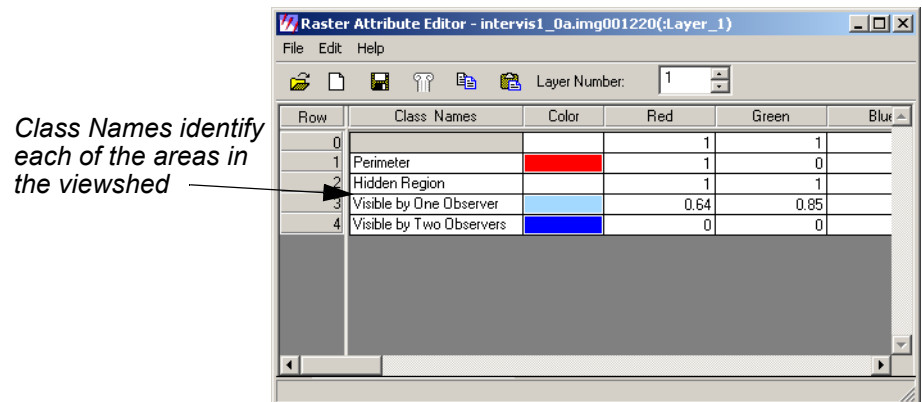 Raster Attribute Editor - intervis1_0a.img001220(:Layer_1)
File Edit Help
Layer Number: 1
Row Class Names Color Red Green Blue
0 1 1
1 Perimeter 1 0
2 Hidden Region 1 1
3 Visible by One Observer 0.64 0.85
4 Visible by Two Observers 0 0
Class Names identify
each of the areas in
the viewshed